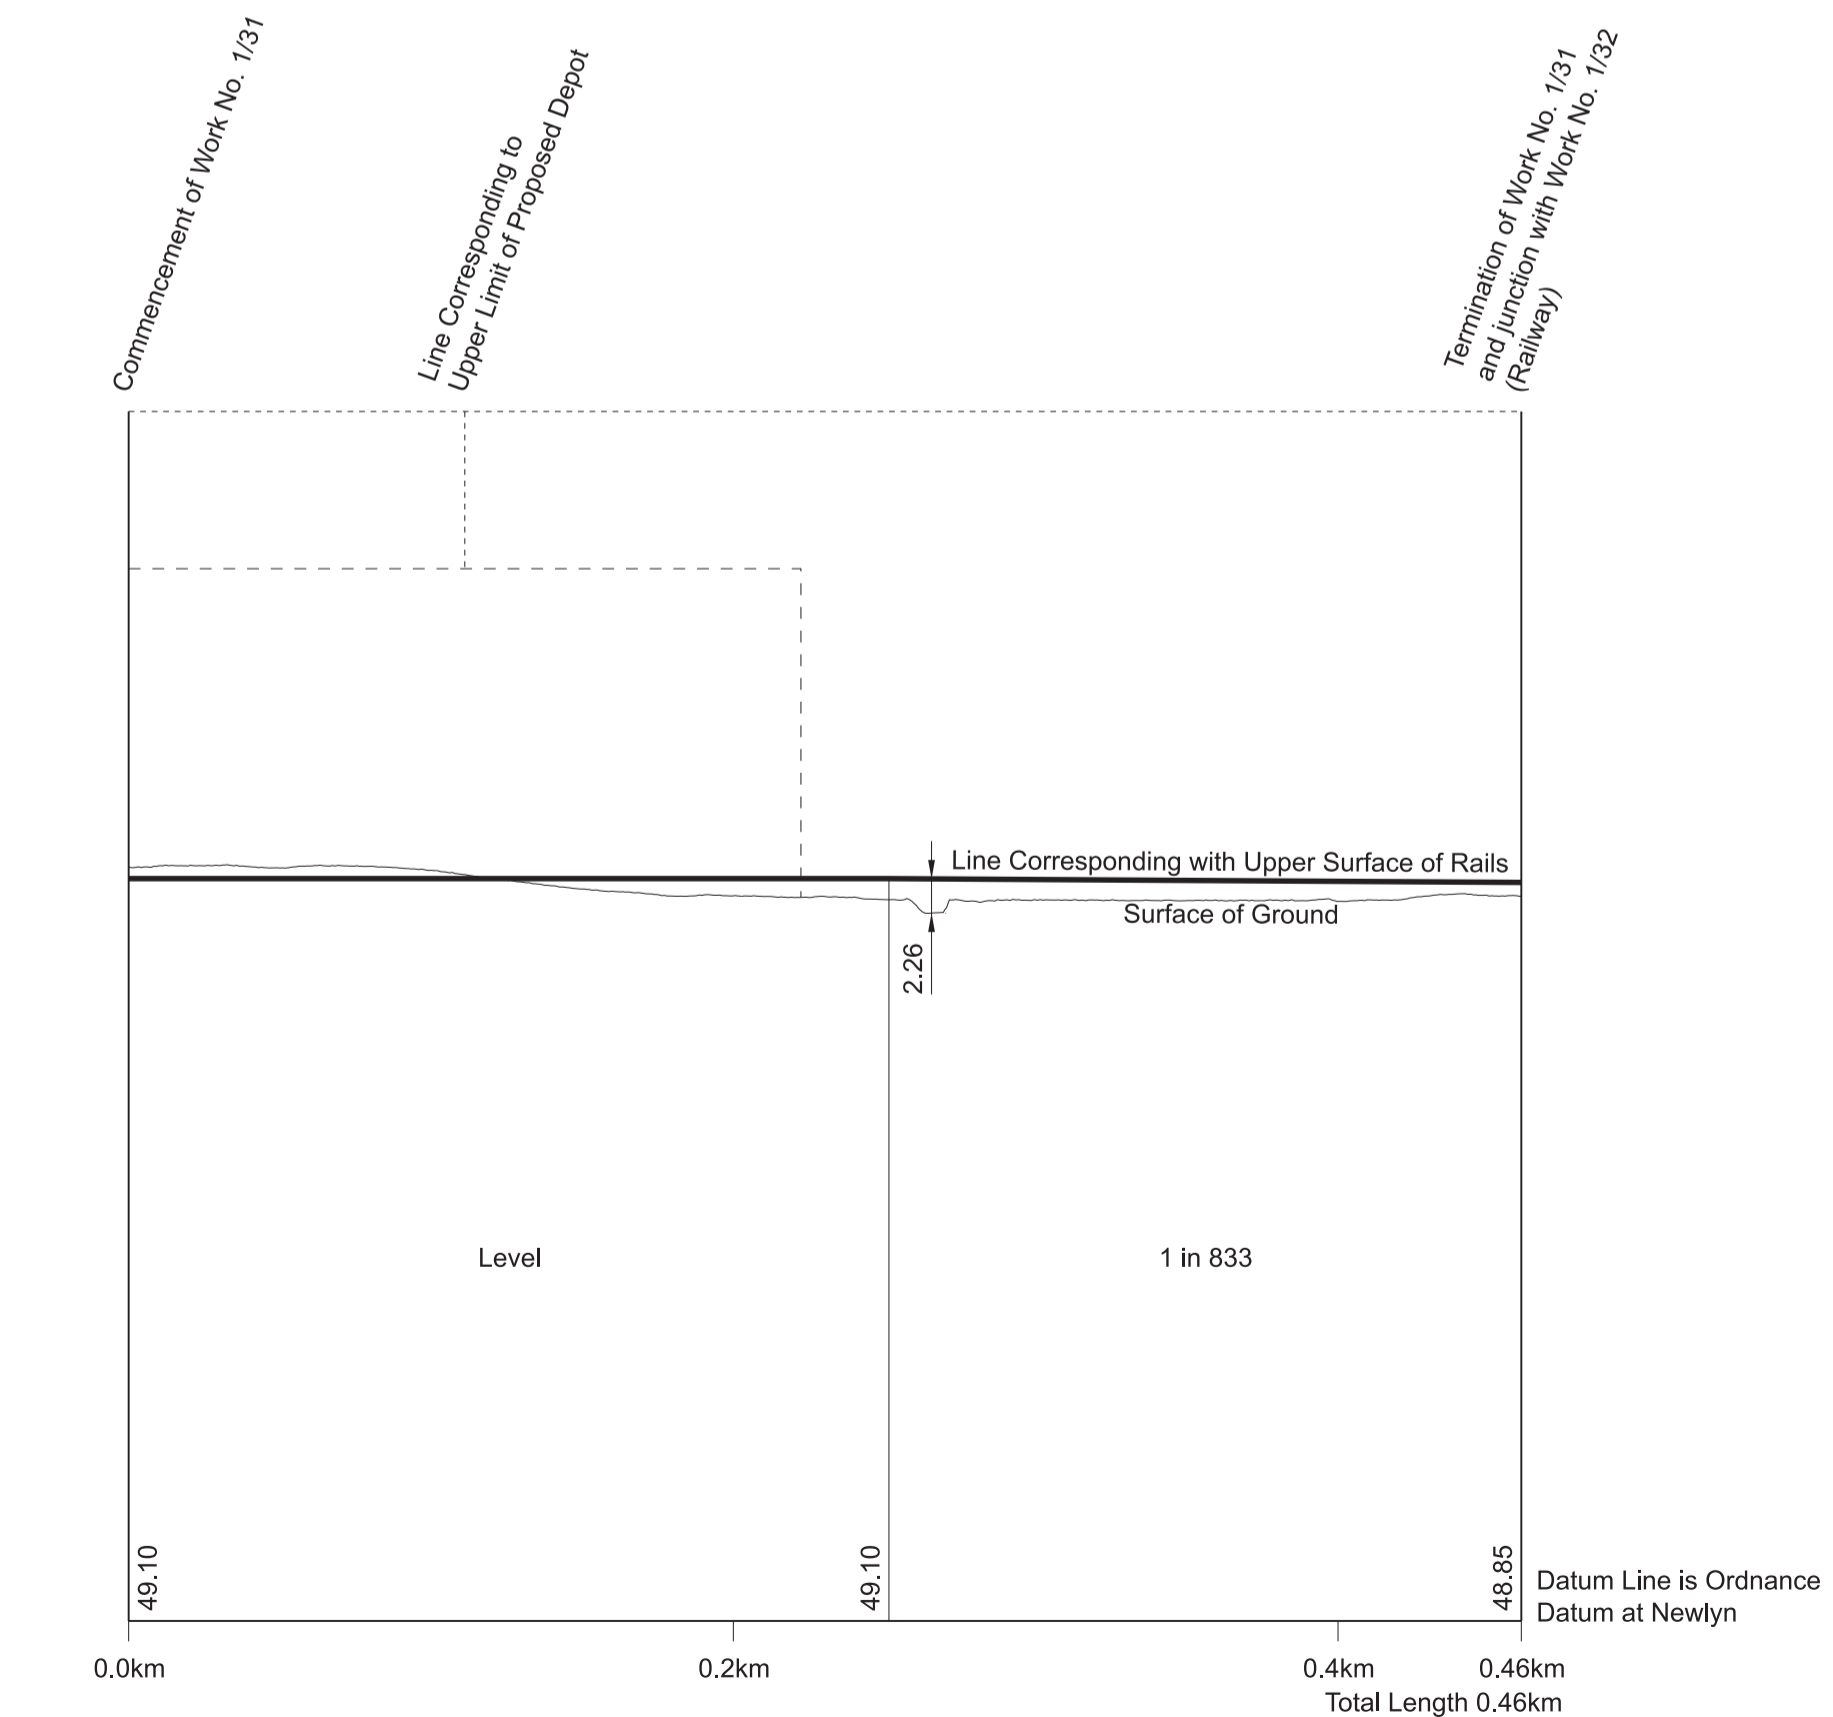 Commencement of Work No. 1/31
Line Corresponding to
Upper Limit of Proposed Depot
Termination of Work No. 1/31
and junction with Work No. 1/32
(Railway)
Line Corresponding with Upper Surface of Rails
Surface of Ground
2.26
Level
1 in 833
49.10
49.10
48.85
Datum Line is Ordnance
Datum at Newlyn
0.0km
0.2km
0.4km
0.46km
Total Length 0.46km